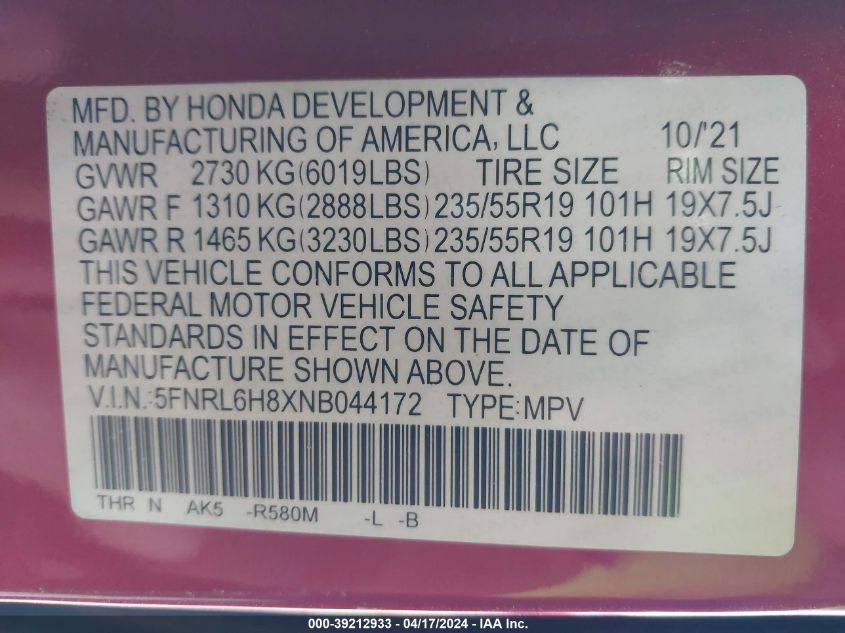 MFD. BY HONDA DEVELOPMENT &
MANUFACTURING OF AMERICA, LLC 10/'21
GVWR 2730 KG(6019LBS) TIRE SIZE RIM SIZE
GAWR F 1310 KG(2888LBS) 235/55R19 101H 19X7.5J
GAWR R 1465 KG(3230LBS) 235/55R19 101H 19X7.5J
THIS VEHICLE CONFORMS TO ALL APPLICABLE
FEDERAL MOTOR VEHICLE SAFETY
STANDARDS IN EFFECT ON THE DATE OF
MANUFACTURE SHOWN ABOVE.
V.I.N.:5FNRL6H8XNB044172 TYPE:MPV
THR N AK5 -R580M -L -B
000-39212933 - 04/17/2024 - IAA Inc.